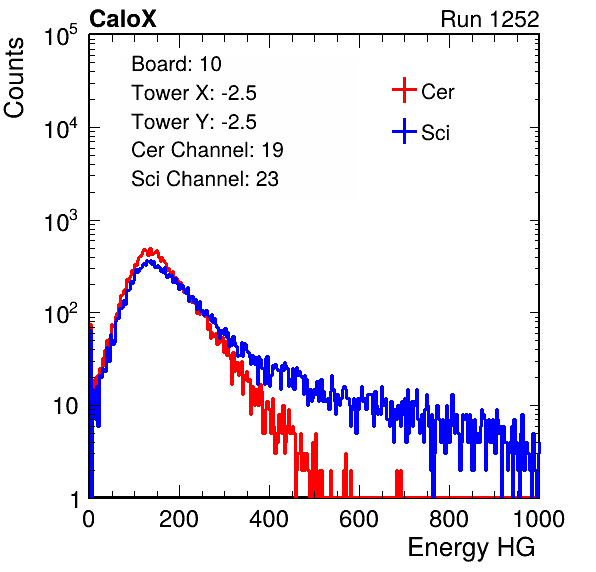 CaloX Run 1252
Counts
10^5
10^4
10^3
10^2
10
1
Board: 10
Tower X: -2.5
Tower Y: -2.5
Cer Channel: 19
Sci Channel: 23
Cer
Sci
0 200 400 600 800 1000
Energy HG